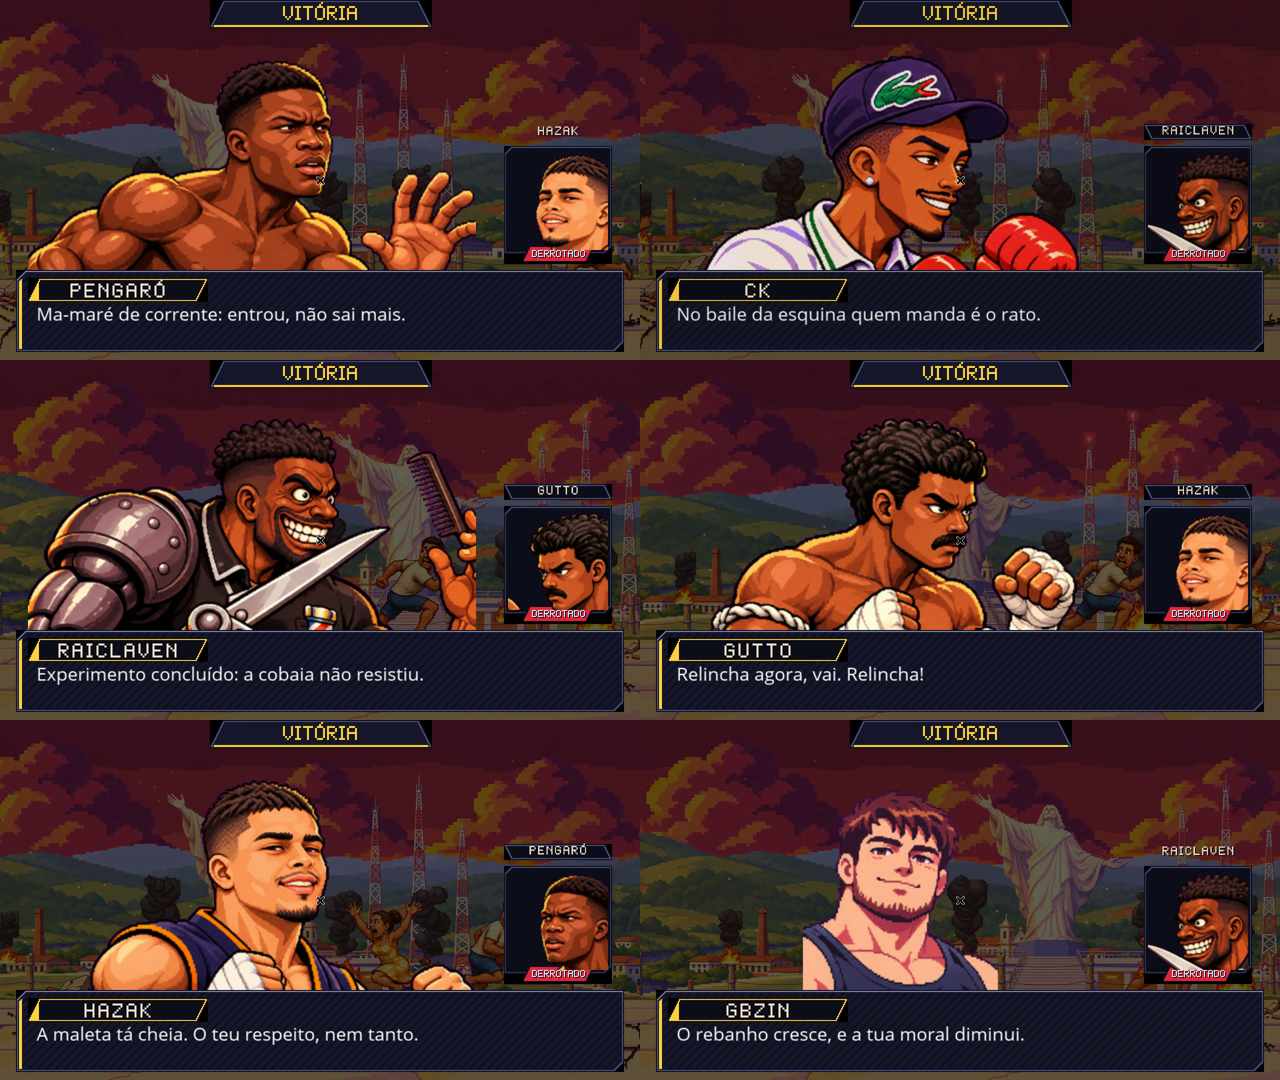 VITÓRIA
HAZAK
DERROTADO
PENGARÓ
Ma-maré de corrente: entrou, não sai mais.
VITÓRIA
RAICLAVEN
DERROTADO
CK
No baile da esquina quem manda é o rato.
VITÓRIA
GUTTO
DERROTADO
RAICLAVEN
Experimento concluído: a cobaia não resistiu.
VITÓRIA
HAZAK
DERROTADO
GUTTO
Relincha agora, vai. Relincha!
VITÓRIA
PENGARÓ
DERROTADO
HAZAK
A maleta tá cheia. O teu respeito, nem tanto.
VITÓRIA
RAICLAVEN
DERROTADO
GBZIN
O rebanho cresce, e a tua moral diminui.